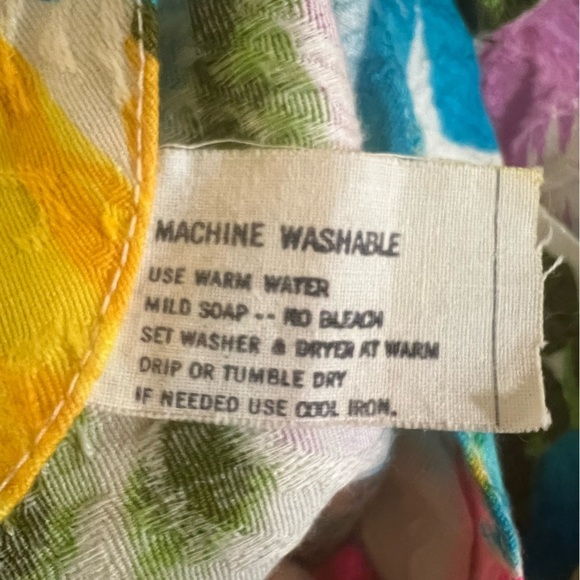 MACHINE WASHABLE
USE WARM WATER
MILD SOAP -- NO BLEACH
SET WASHER & DRYER AT WARM
DRIP OR TUMBLE DRY
IF NEEDED USE COOL IRON.